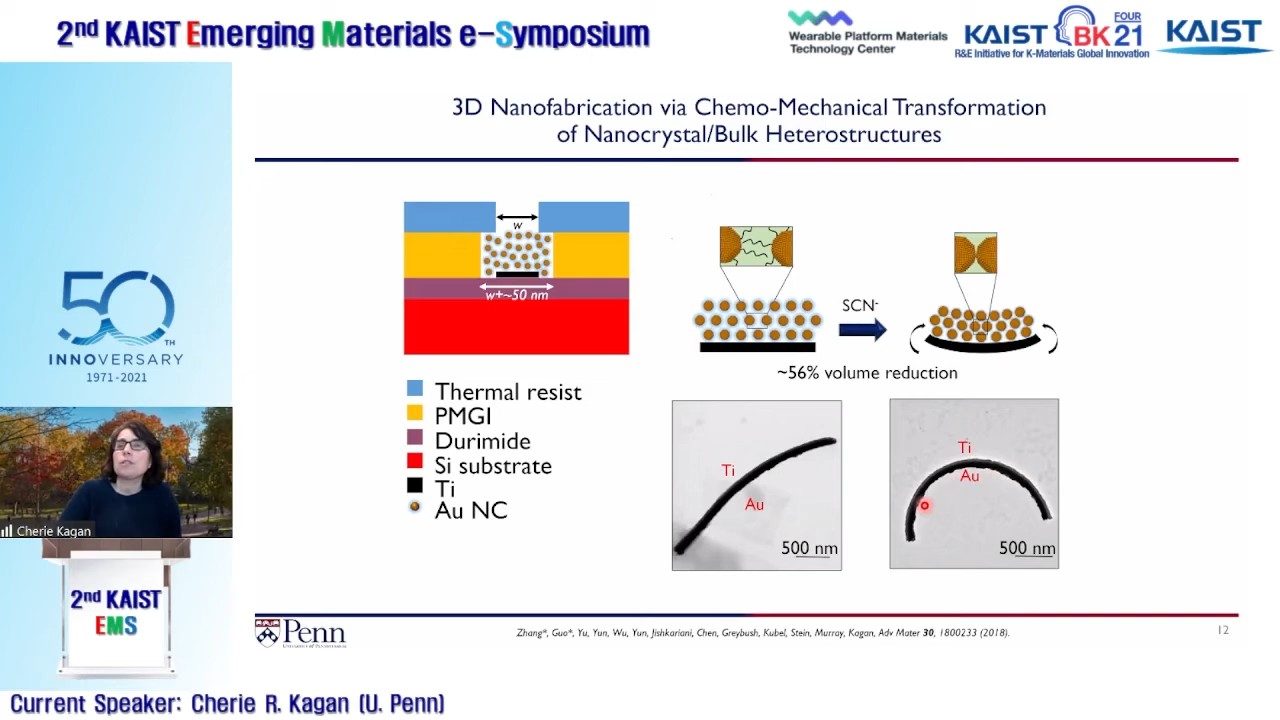 2nd KAIST Emerging Materials e-Symposium
Wearable Platform Materials
Technology Center
KAIST BK21 FOUR
R&E Initiative for K-Materials Global Innovation
KAIST
3D Nanofabrication via Chemo-Mechanical Transformation
of Nanocrystal/Bulk Heterostructures
w
w+~50 nm
SCN-
~56% volume reduction
Thermal resist
PMGI
Durimide
Si substrate
Ti
Au NC
Ti
Au
500 nm
Ti
Au
500 nm
50TH
INNOVERSARY
1971-2021
Cherie Kagan
2nd KAIST
EMS
Penn
University of Pennsylvania
Zhang*, Guo*, Yu, Yun, Wu, Yun, Jishkariani, Chen, Greybush, Kubel, Stein, Murray, Kagan, Adv Mater 30, 1800233 (2018).
12
Current Speaker: Cherie R. Kagan (U. Penn)